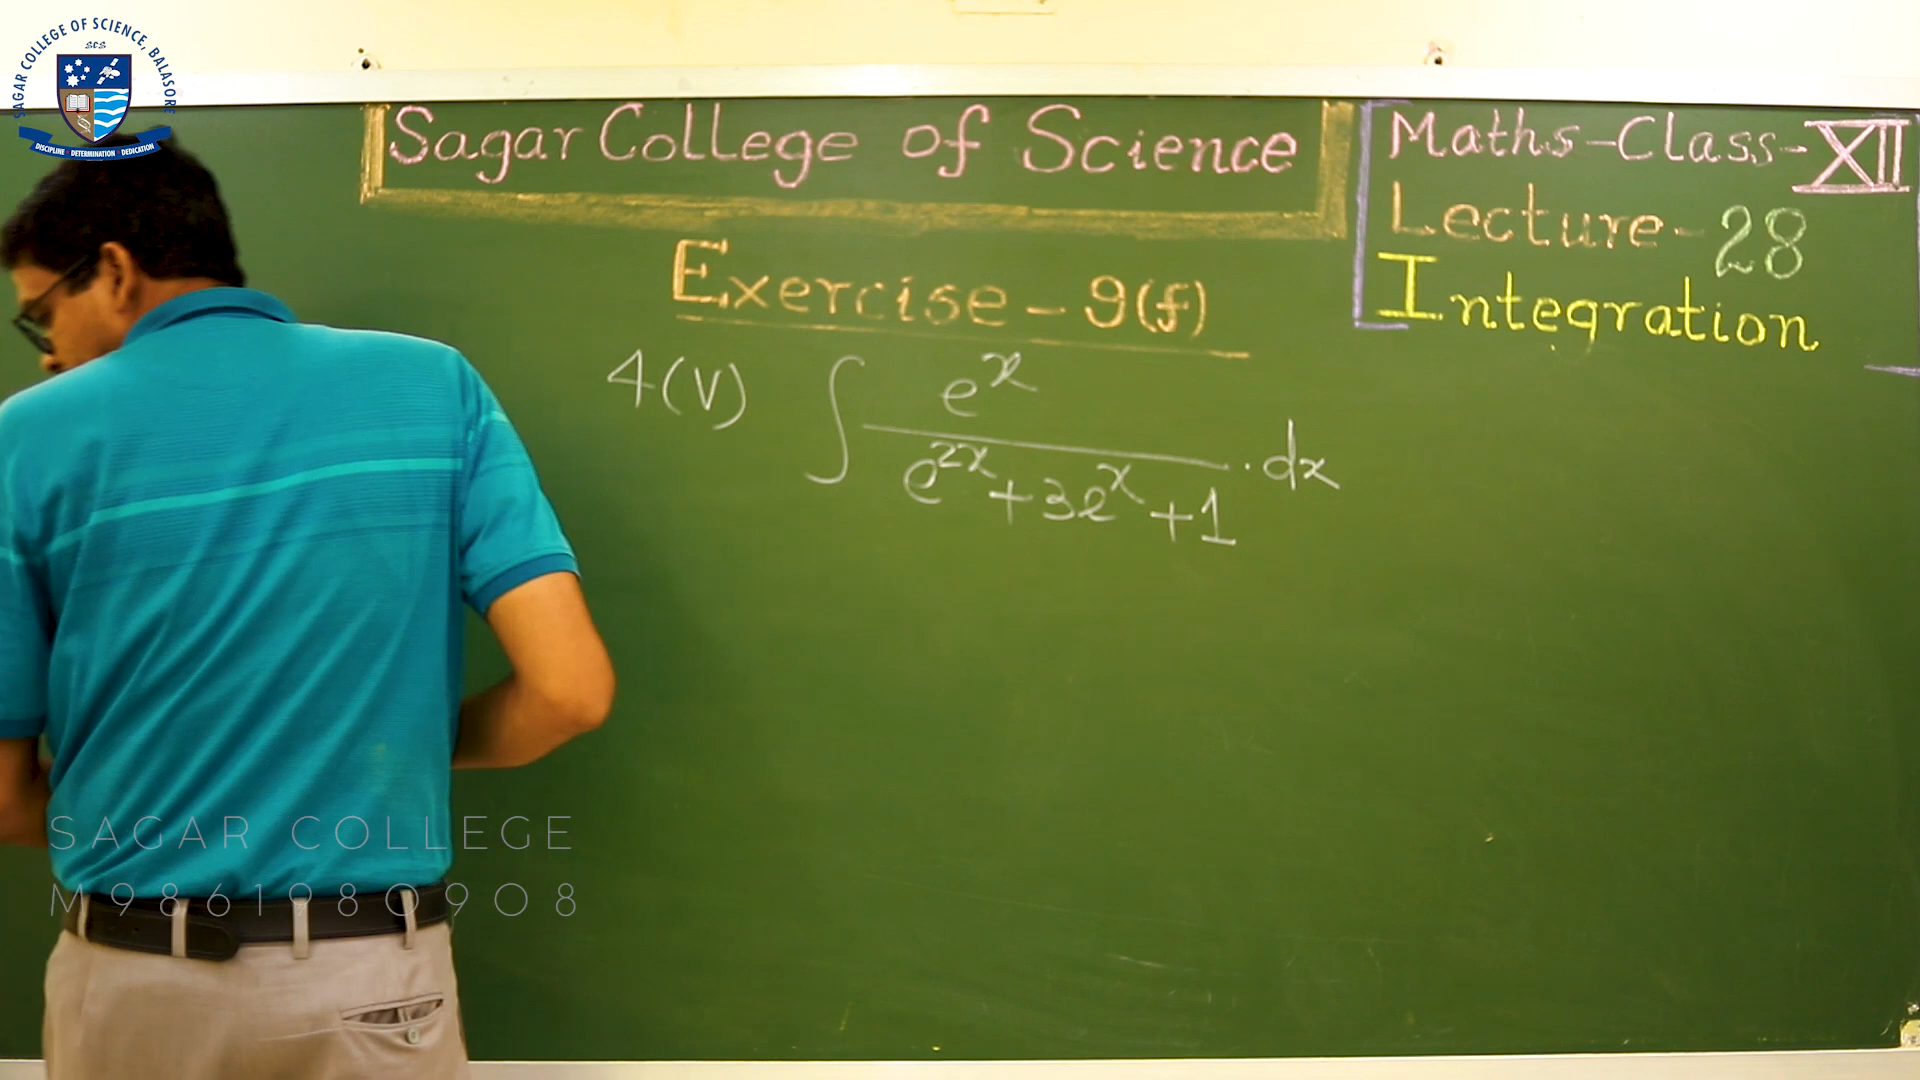 SAGAR COLLEGE OF SCIENCE, BALASORE
SCS
DISCIPLINE DETERMINATION DEDICATION
Sagar College of Science
Maths-Class-XII
Lecture-28
Integration
Exercise-9(f)
4(v) ∫ e^x / (e^{2x} + 3e^x + 1) . dx
SAGAR COLLEGE
M9861980908